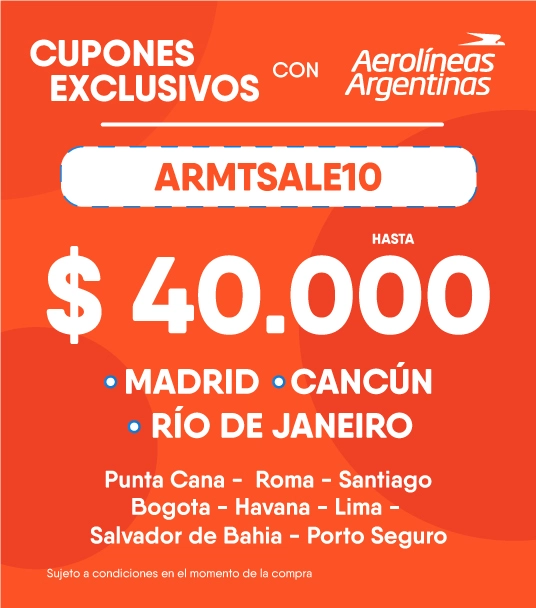 CUPONES
EXCLUSIVOS
CON
Aerolíneas
Argentinas
ARMTSALE10
HASTA
$ 40.000
MADRID CANCÚN
RÍO DE JANEIRO
Punta Cana - Roma - Santiago
Bogota - Havana - Lima -
Salvador de Bahia - Porto Seguro
Sujeto a condiciones en el momento de la compra